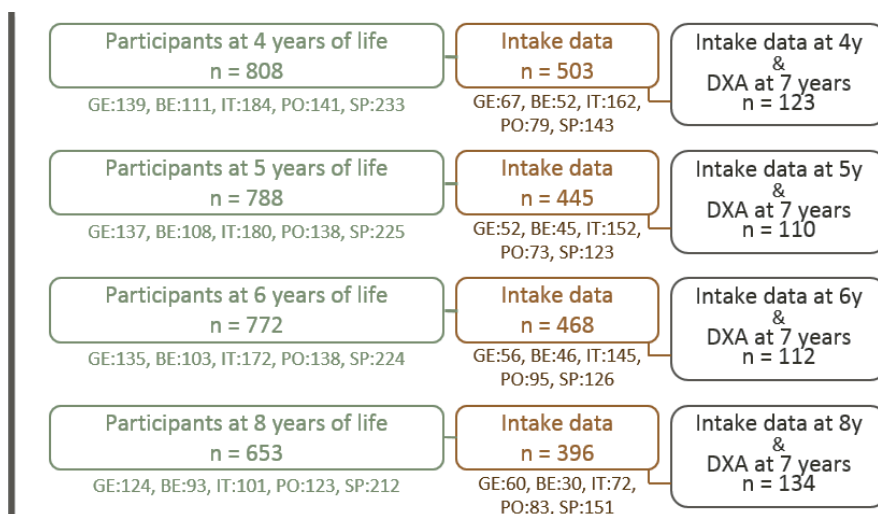 Participants at 4 years of life
n = 808
GE:139, BE:111, IT:184, PO:141, SP:233
Intake data
n = 503
GE:67, BE:52, IT:162,
PO:79, SP:143
Intake data at 4y
&
DXA at 7 years
n = 123
Participants at 5 years of life
n = 788
GE:137, BE:108, IT:180, PO:138, SP:225
Intake data
n = 445
GE:52, BE:45, IT:152,
PO:73, SP:123
Intake data at 5y
&
DXA at 7 years
n = 110
Participants at 6 years of life
n = 772
GE:135, BE:103, IT:172, PO:138, SP:224
Intake data
n = 468
GE:56, BE:46, IT:145,
PO:95, SP:126
Intake data at 6y
&
DXA at 7 years
n = 112
Participants at 8 years of life
n = 653
GE:124, BE:93, IT:101, PO:123, SP:212
Intake data
n = 396
GE:60, BE:30, IT:72,
PO:83, SP:151
Intake data at 8y
&
DXA at 7 years
n = 134